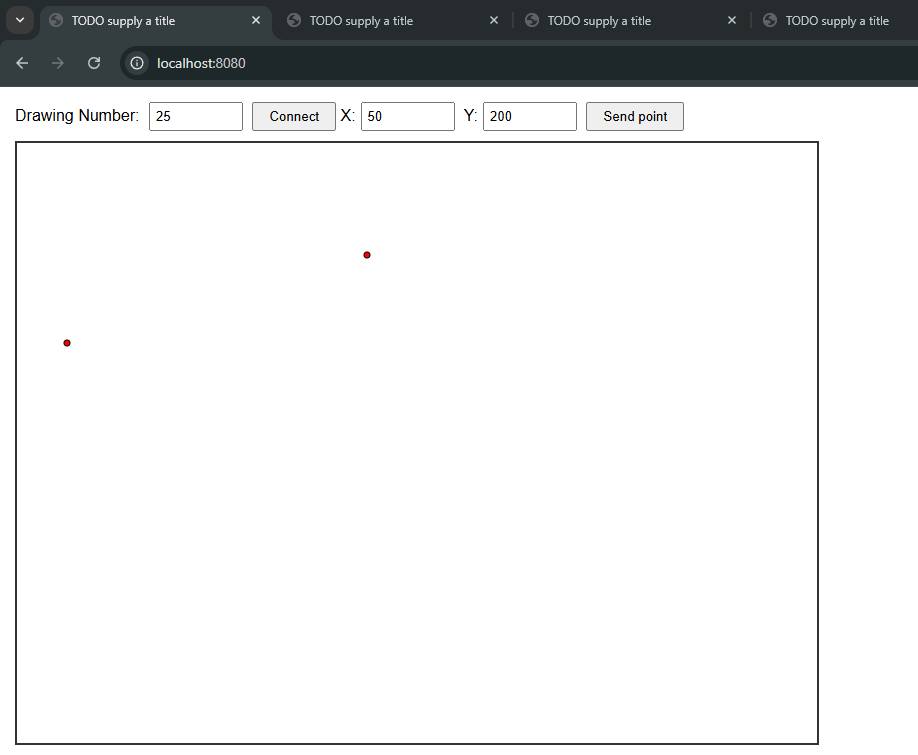 TODO supply a title TODO supply a title TODO supply a title TODO supply a title
localhost:8080
Drawing Number: 25 Connect X: 50 Y: 200 Send point